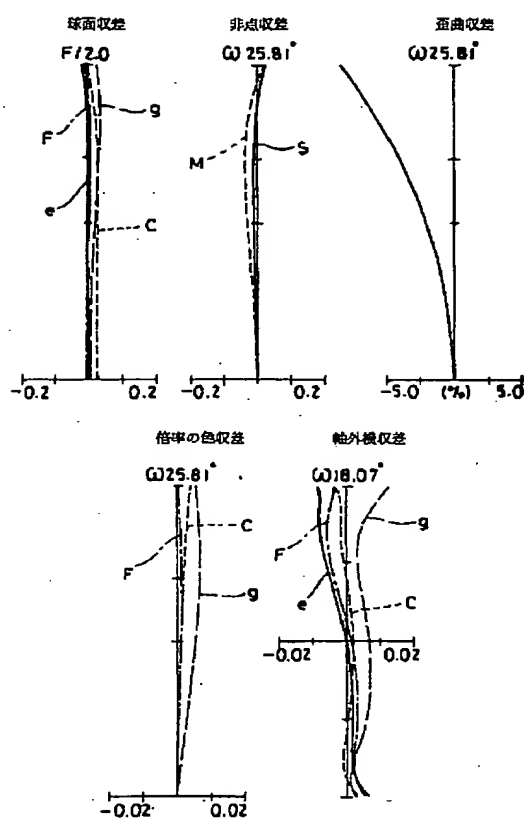 球面収差
F/2.0
F
g
e
C
-0.2
0.2
非点収差
ω25.81°
M
S
-0.2
0.2
歪曲収差
ω25.81°
-5.0
(%)
5.0
倍率の色収差
ω25.81°
C
F
g
-0.02
0.02
軸外横収差
ω18.07°
g
F
e
C
-0.02
0.02